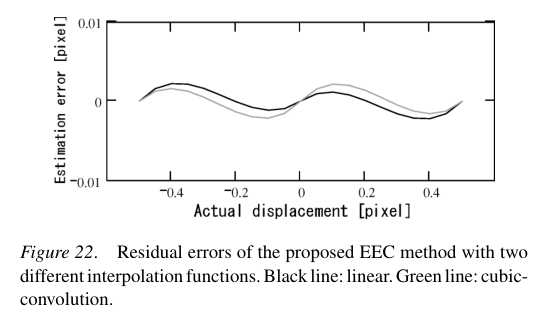 0.01
0
-0.01
Estimation error [pixel]
-0.4
-0.2
0
0.2
0.4
Actual displacement [pixel]
Figure 22. Residual errors of the proposed EEC method with two
different interpolation functions. Black line: linear. Green line: cubic-
convolution.